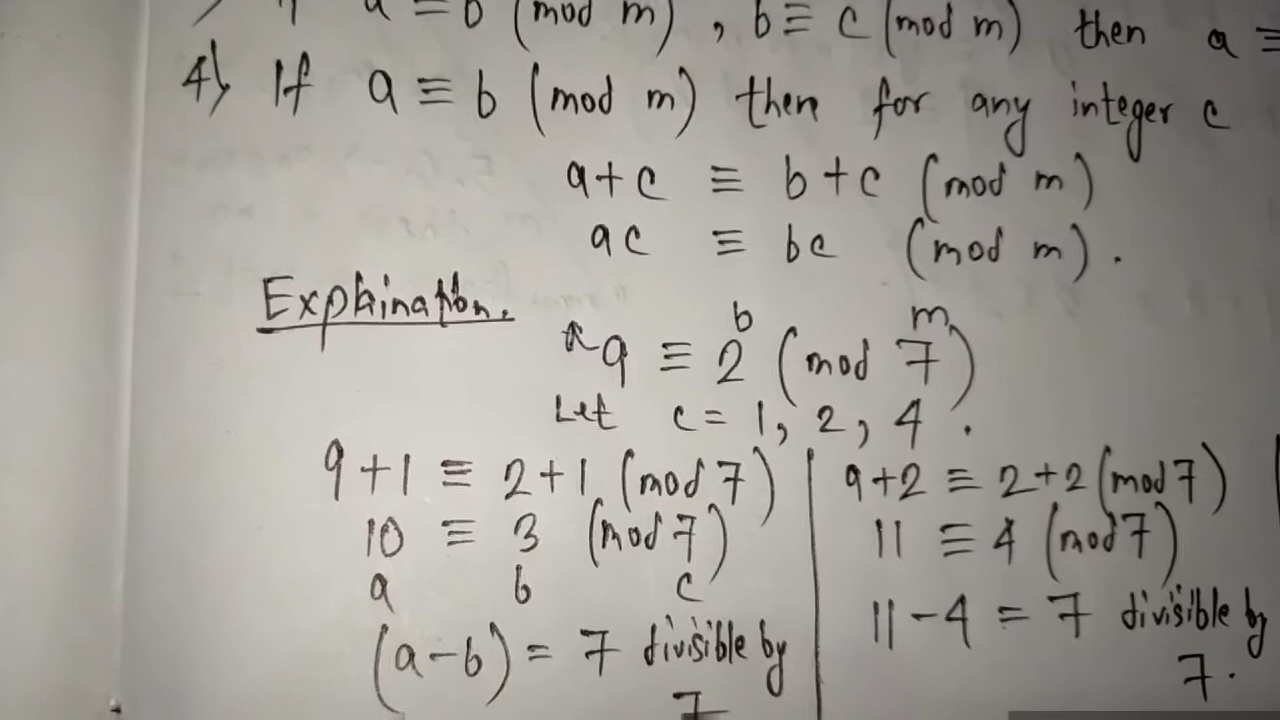 If a ≡ b (mod m), b ≡ c (mod m) then a ≡
4) If a ≡ b (mod m) then for any integer c
a+c ≡ b+c (mod m)
ac ≡ bc (mod m).
Explaination.
a b m
9 ≡ 2 (mod 7)
Let c = 1, 2, 4.
9+1 ≡ 2+1 (mod 7)
10 ≡ 3 (mod 7)
a b c
(a-b) = 7 divisible by
7
9+2 ≡ 2+2 (mod 7)
11 ≡ 4 (mod 7)
11-4 = 7 divisible by
7.